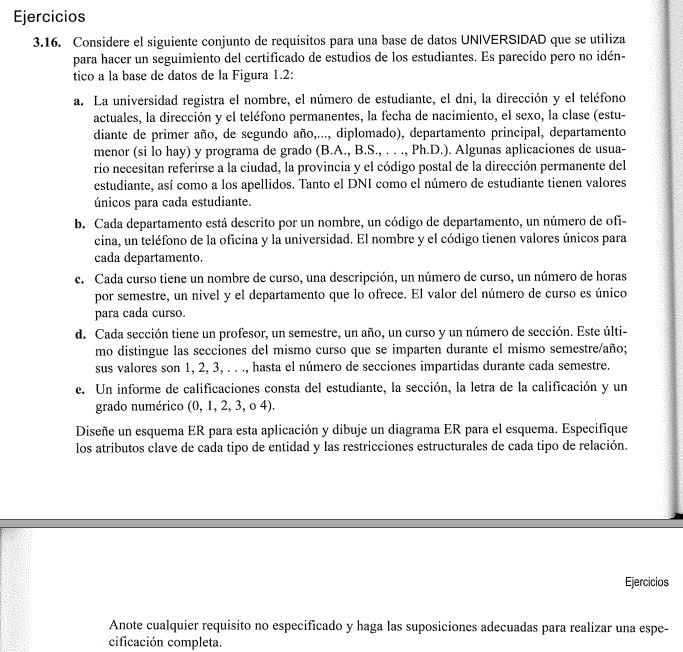 Ejercicios
3.16. Considere el siguiente conjunto de requisitos para una base de datos UNIVERSIDAD que se utiliza
para hacer un seguimiento del certificado de estudios de los estudiantes. Es parecido pero no idén-
tico a la base de datos de la Figura 1.2:
a. La universidad registra el nombre, el número de estudiante, el dni, la dirección y el teléfono
actuales, la dirección y el teléfono permanentes, la fecha de nacimiento, el sexo, la clase (estu-
diante de primer año, de segundo año,..., diplomado), departamento principal, departamento
menor (si lo hay) y programa de grado (B.A., B.S., . . ., Ph.D.). Algunas aplicaciones de usua-
rio necesitan referirse a la ciudad, la provincia y el código postal de la dirección permanente del
estudiante, así como a los apellidos. Tanto el DNI como el número de estudiante tienen valores
únicos para cada estudiante.
b. Cada departamento está descrito por un nombre, un código de departamento, un número de ofi-
cina, un teléfono de la oficina y la universidad. El nombre y el código tienen valores únicos para
cada departamento.
c. Cada curso tiene un nombre de curso, una descripción, un número de curso, un número de horas
por semestre, un nivel y el departamento que lo ofrece. El valor del número de curso es único
para cada curso.
d. Cada sección tiene un profesor, un semestre, un año, un curso y un número de sección. Este últi-
mo distingue las secciones del mismo curso que se imparten durante el mismo semestre/año;
sus valores son 1, 2, 3, . . ., hasta el número de secciones impartidas durante cada semestre.
e. Un informe de calificaciones consta del estudiante, la sección, la letra de la calificación y un
grado numérico (0, 1, 2, 3, o 4).
Diseñe un esquema ER para esta aplicación y dibuje un diagrama ER para el esquema. Especifique
los atributos clave de cada tipo de entidad y las restricciones estructurales de cada tipo de relación.
Ejercicios
Anote cualquier requisito no especificado y haga las suposiciones adecuadas para realizar una espe-
cificación completa.